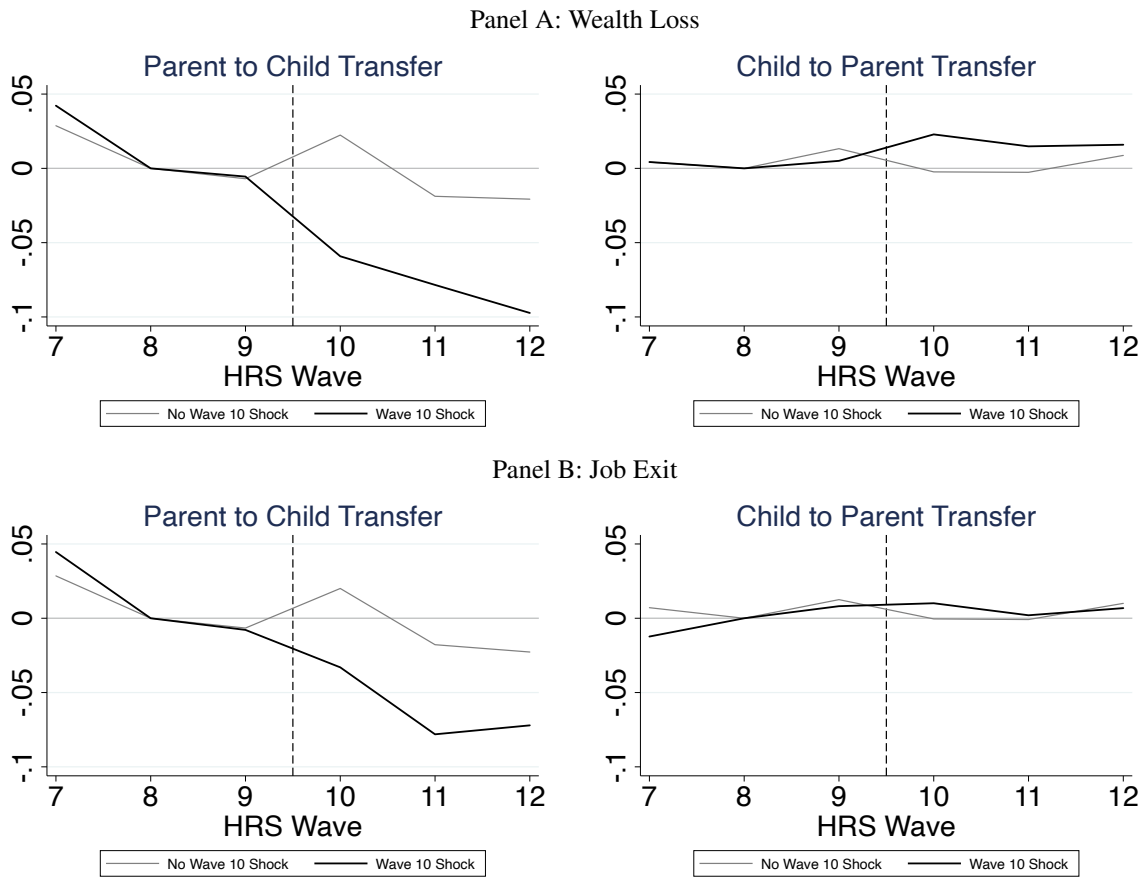 Panel A: Wealth Loss
Parent to Child Transfer
.05
0
-.05
-.1
7 8 9 10 11 12
HRS Wave
No Wave 10 Shock Wave 10 Shock
Child to Parent Transfer
.05
0
-.05
-.1
7 8 9 10 11 12
HRS Wave
No Wave 10 Shock Wave 10 Shock
Panel B: Job Exit
Parent to Child Transfer
.05
0
-.05
-.1
7 8 9 10 11 12
HRS Wave
No Wave 10 Shock Wave 10 Shock
Child to Parent Transfer
.05
0
-.05
-.1
7 8 9 10 11 12
HRS Wave
No Wave 10 Shock Wave 10 Shock